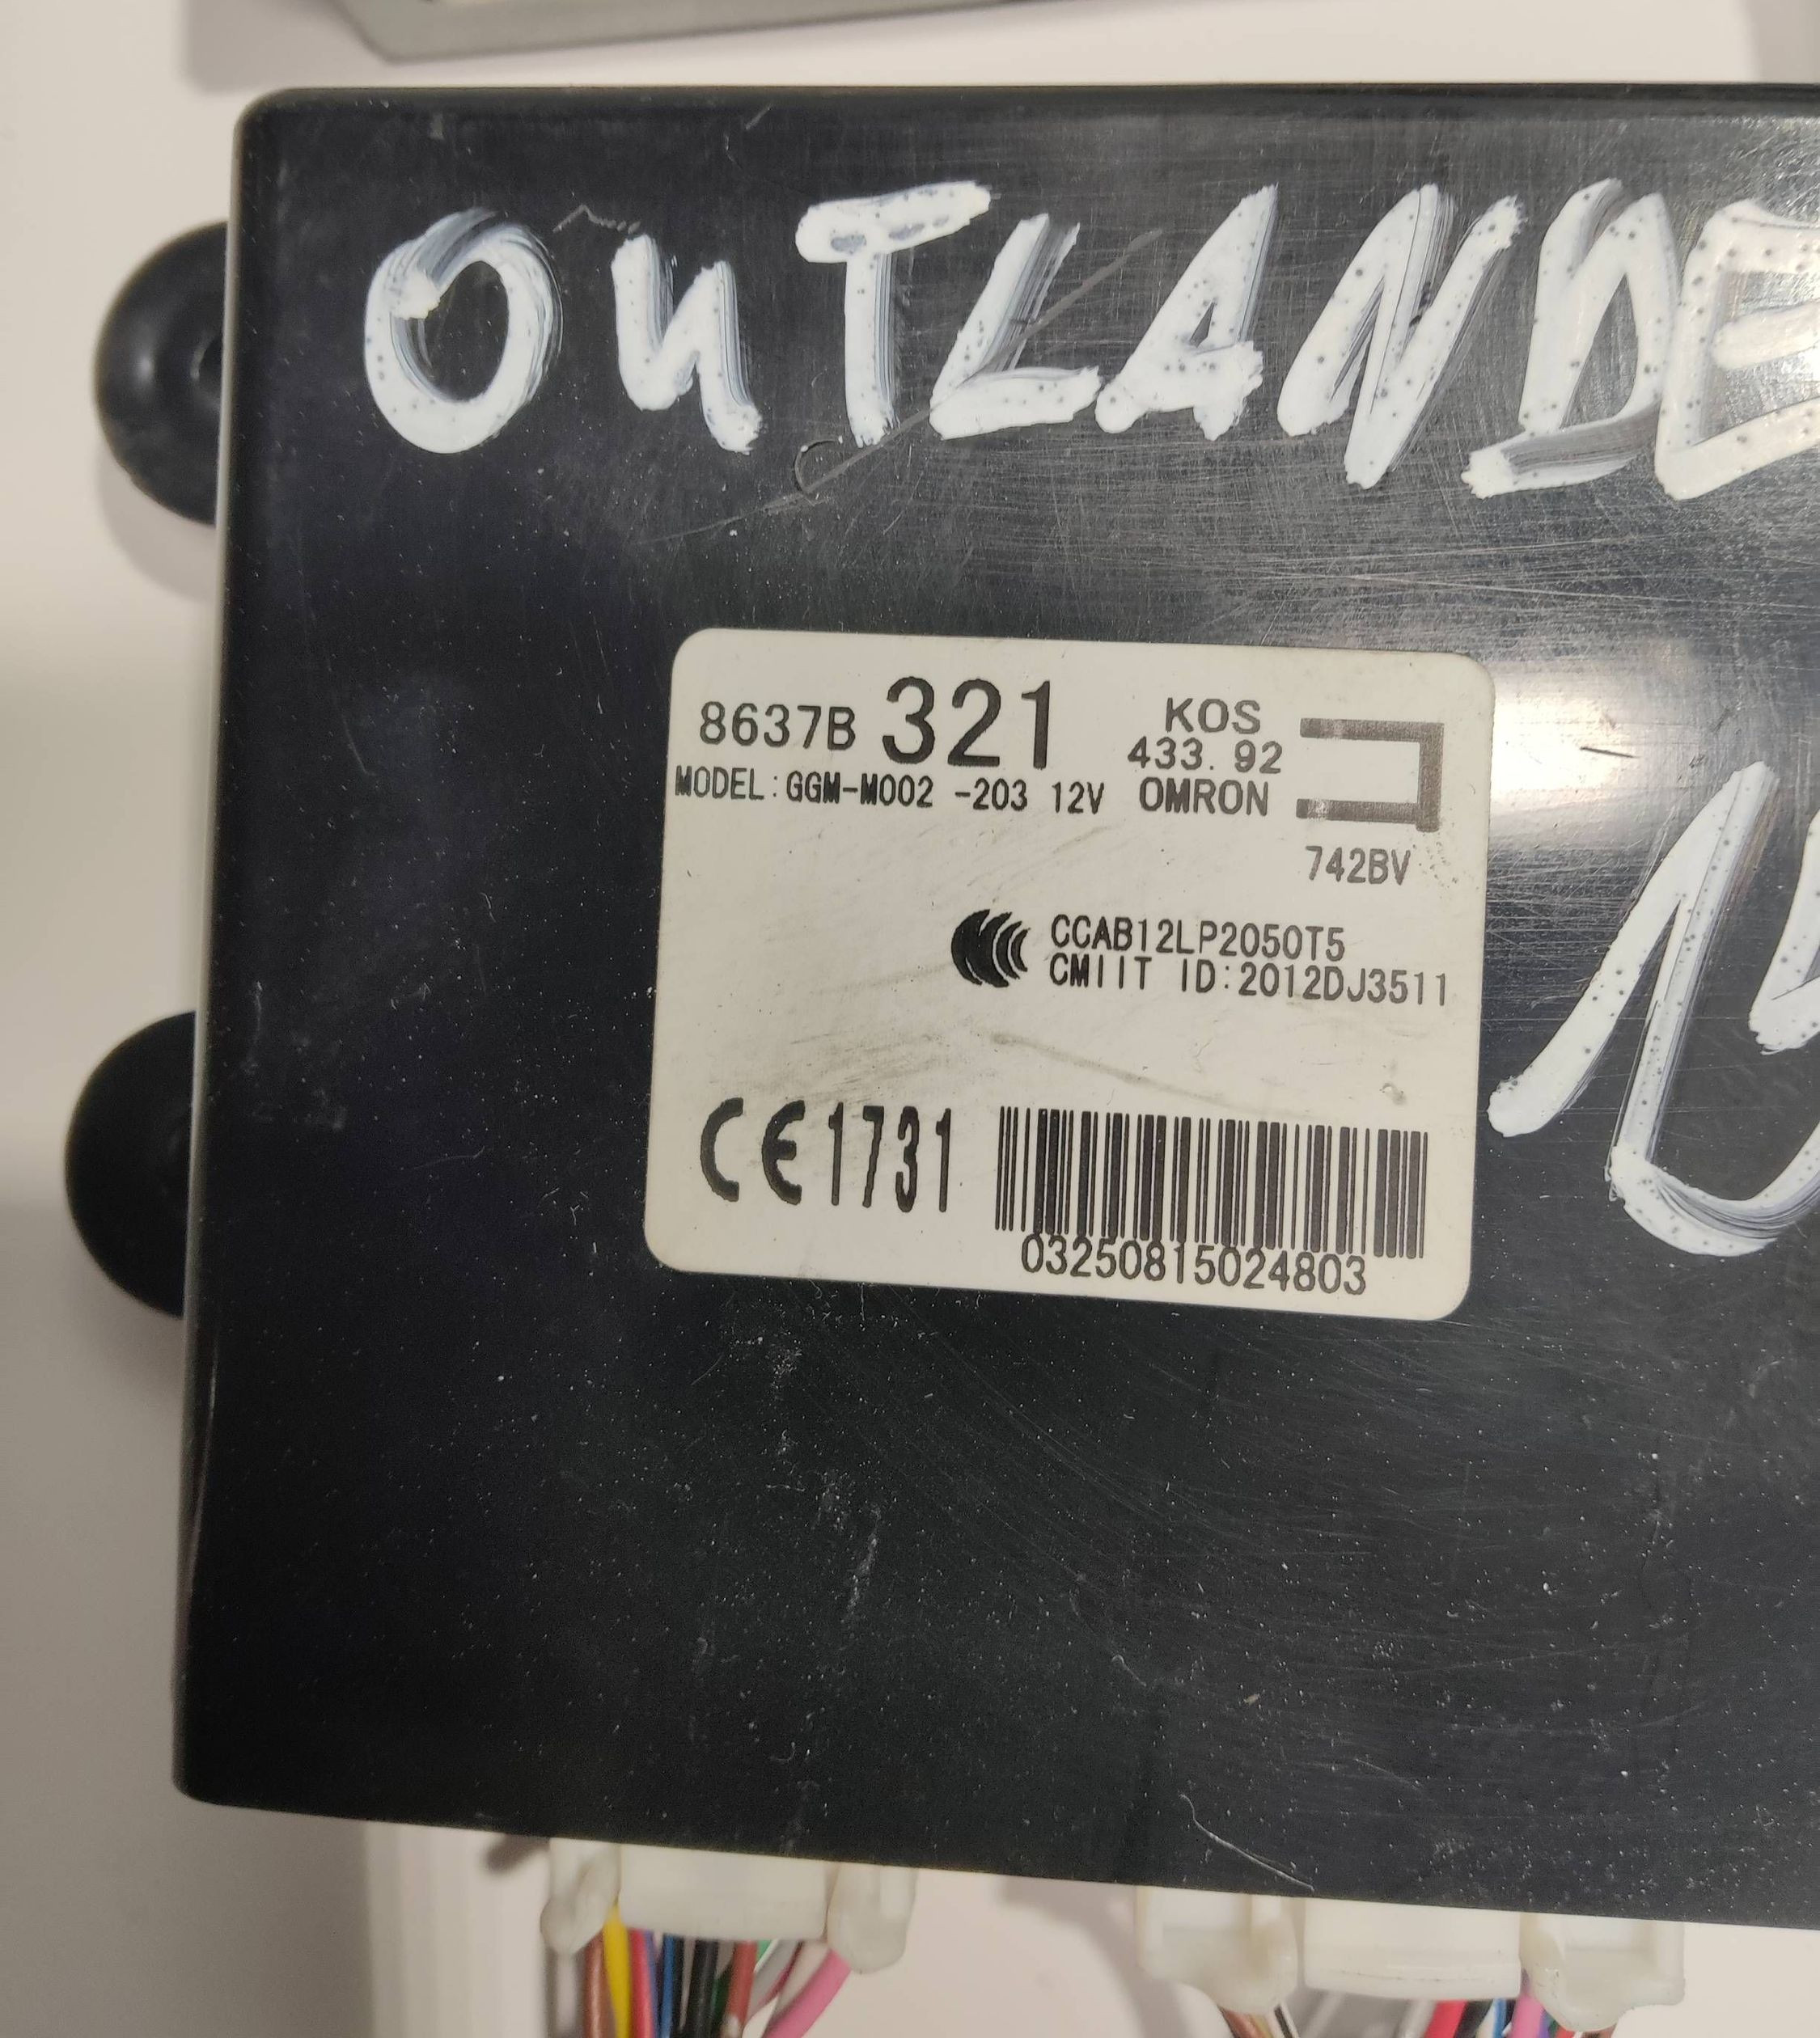 OUTLANDE
8637B 321 KOS
433.92
MODEL:GGM-M002 -203 12V OMRON
742BV
CCAB12LP2050T5
CMIIT ID:2012DJ3511
CE1731
03250815024803